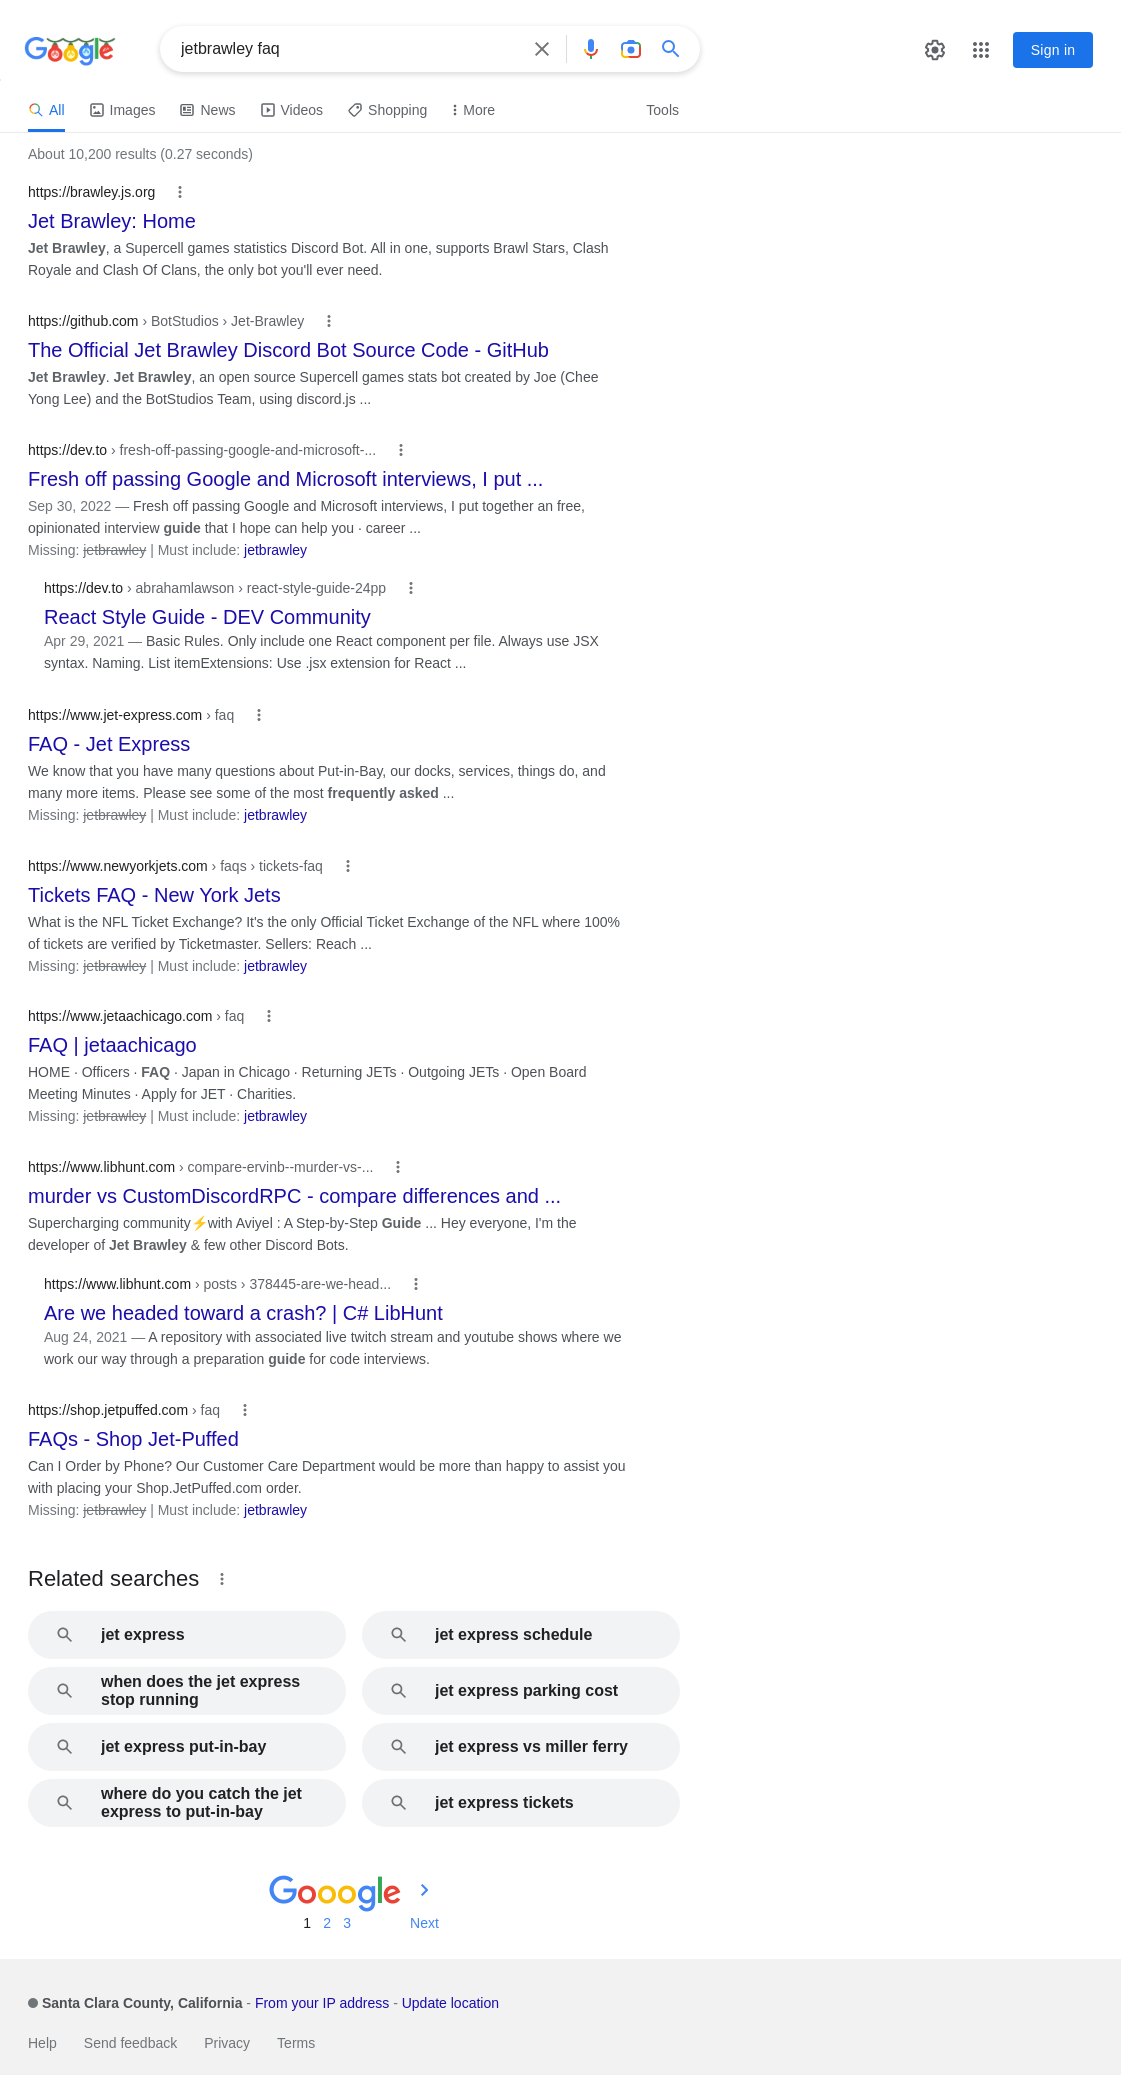 Google
jetbrawley faq
Sign in
All Images News Videos Shopping More Tools
About 10,200 results (0.27 seconds)
https://brawley.js.org
Jet Brawley: Home
Jet Brawley, a Supercell games statistics Discord Bot. All in one, supports Brawl Stars, Clash
Royale and Clash Of Clans, the only bot you'll ever need.
https://github.com › BotStudios › Jet-Brawley
The Official Jet Brawley Discord Bot Source Code - GitHub
Jet Brawley. Jet Brawley, an open source Supercell games stats bot created by Joe (Chee
Yong Lee) and the BotStudios Team, using discord.js ...
https://dev.to › fresh-off-passing-google-and-microsoft-...
Fresh off passing Google and Microsoft interviews, I put ...
Sep 30, 2022 — Fresh off passing Google and Microsoft interviews, I put together an free,
opinionated interview guide that I hope can help you · career ...
Missing: jetbrawley | Must include: jetbrawley
https://dev.to › abrahamlawson › react-style-guide-24pp
React Style Guide - DEV Community
Apr 29, 2021 — Basic Rules. Only include one React component per file. Always use JSX
syntax. Naming. List itemExtensions: Use .jsx extension for React ...
https://www.jet-express.com › faq
FAQ - Jet Express
We know that you have many questions about Put-in-Bay, our docks, services, things do, and
many more items. Please see some of the most frequently asked ...
Missing: jetbrawley | Must include: jetbrawley
https://www.newyorkjets.com › faqs › tickets-faq
Tickets FAQ - New York Jets
What is the NFL Ticket Exchange? It's the only Official Ticket Exchange of the NFL where 100%
of tickets are verified by Ticketmaster. Sellers: Reach ...
Missing: jetbrawley | Must include: jetbrawley
https://www.jetaachicago.com › faq
FAQ | jetaachicago
HOME · Officers · FAQ · Japan in Chicago · Returning JETs · Outgoing JETs · Open Board
Meeting Minutes · Apply for JET · Charities.
Missing: jetbrawley | Must include: jetbrawley
https://www.libhunt.com › compare-ervinb--murder-vs-...
murder vs CustomDiscordRPC - compare differences and ...
Supercharging community⚡with Aviyel : A Step-by-Step Guide ... Hey everyone, I'm the
developer of Jet Brawley & few other Discord Bots.
https://www.libhunt.com › posts › 378445-are-we-head...
Are we headed toward a crash? | C# LibHunt
Aug 24, 2021 — A repository with associated live twitch stream and youtube shows where we
work our way through a preparation guide for code interviews.
https://shop.jetpuffed.com › faq
FAQs - Shop Jet-Puffed
Can I Order by Phone? Our Customer Care Department would be more than happy to assist you
with placing your Shop.JetPuffed.com order.
Missing: jetbrawley | Must include: jetbrawley
Related searches
jet express
jet express schedule
when does the jet express
stop running
jet express parking cost
jet express put-in-bay
jet express vs miller ferry
where do you catch the jet
express to put-in-bay
jet express tickets
Gooogle
1 2 3 Next
Santa Clara County, California - From your IP address - Update location
Help Send feedback Privacy Terms